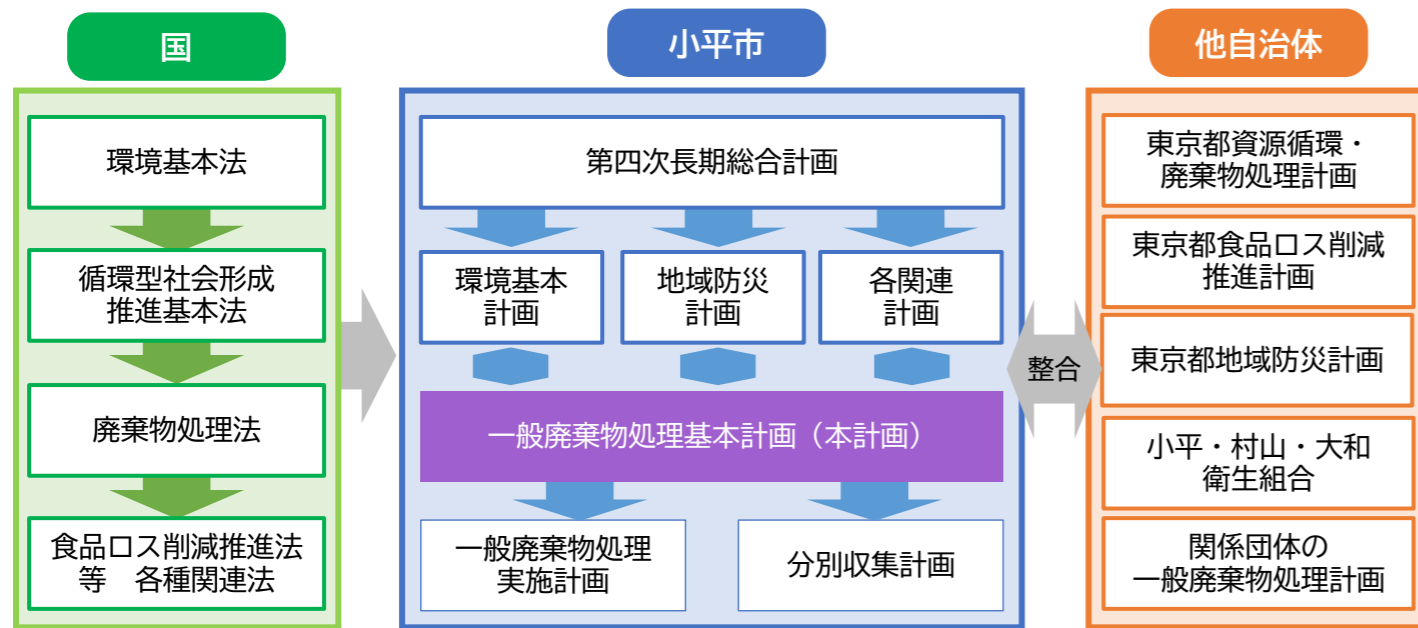 国
環境基本法
循環型社会形成
推進基本法
廃棄物処理法
食品ロス削減推進法
等　各種関連法
小平市
第四次長期総合計画
環境基本
計画
地域防災
計画
各関連
計画
一般廃棄物処理基本計画（本計画）
一般廃棄物処理
実施計画
分別収集計画
整合
他自治体
東京都資源循環・
廃棄物処理計画
東京都食品ロス削減
推進計画
東京都地域防災計画
小平・村山・大和
衛生組合
関係団体の
一般廃棄物処理計画